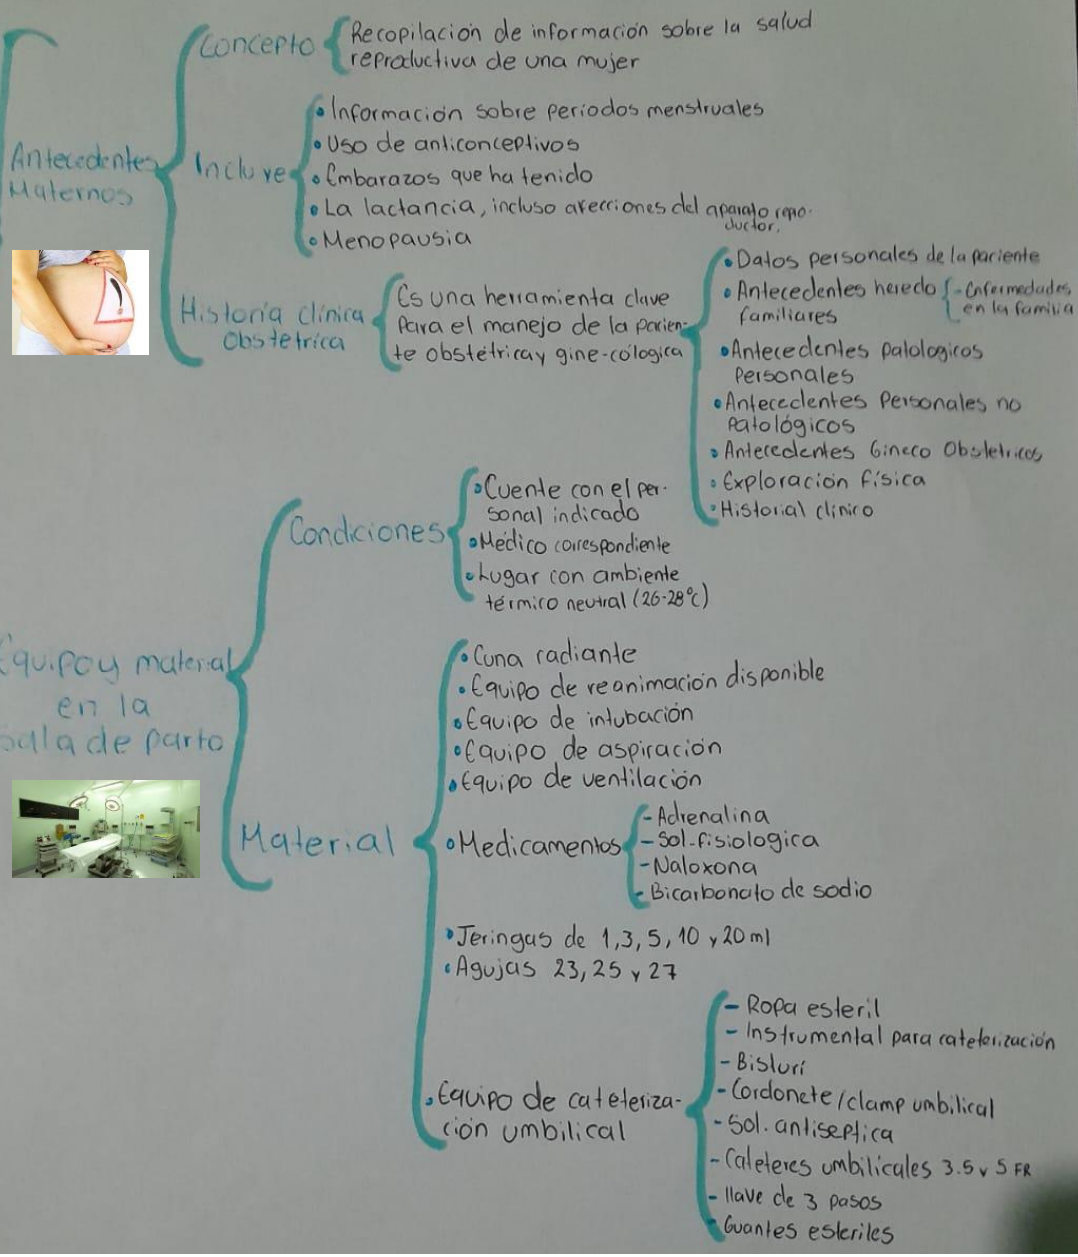 Concepto
Recopilación de información sobre la salud
reproductiva de una mujer
Antecedentes
Maternos
Incluye
• Información sobre periodos menstruales
• Uso de anticonceptivos
• Embarazos que ha tenido
• La lactancia, incluso afecciones del aparato repro-
ductor.
• Menopausia
Historia clínica
Obstetrica
Es una herramienta clave
Para el manejo de la pacien-
te obstétrica y gine-cológica
• Datos personales de la paciente
• Antecedentes heredo
familiares
- Enfermedades
en la familia
• Antecedentes patologicos
Personales
• Antecedentes Personales no
Patológicos
• Antecedentes Gineco Obstetricos
• Exploración física
• Historial clínico
Equipo y material
en la
sala de parto
Condiciones
• Cuente con el per-
sonal indicado
• Médico correspondiente
• Lugar con ambiente
térmico neutral (26-28°c)
Material
• Cuna radiante
• Equipo de reanimación disponible
• Equipo de intubación
• Equipo de aspiración
• Equipo de ventilación
• Medicamentos
- Adrenalina
- Sol. fisiologica
- Naloxona
- Bicarbonato de sodio
• Jeringas de 1,3, 5, 10 y 20 ml
• Agujas 23, 25 y 27
• Equipo de cateteriza-
ción umbilical
- Ropa esteril
- Instrumental para cateterización
- Bisturí
- Cordonete/clamp umbilical
- Sol. antiseptica
- Cateteres umbilicales 3.5 y 5 FR
- llave de 3 pasos
- Guantes esteriles